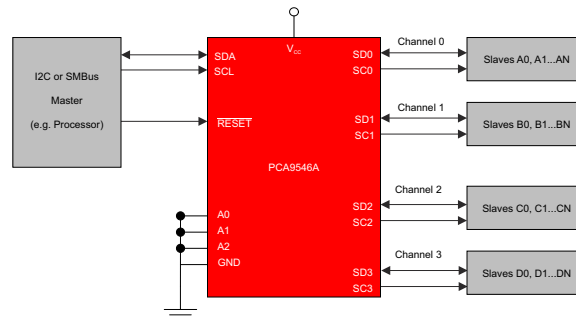 Vcc
I2C or SMBus
Master
(e.g. Processor)
SDA
SCL
RESET
PCA9546A
A0
A1
A2
GND
SD0
SC0
SD1
SC1
SD2
SC2
SD3
SC3
Channel 0
Slaves A0, A1...AN
Channel 1
Slaves B0, B1...BN
Channel 2
Slaves C0, C1...CN
Channel 3
Slaves D0, D1...DN